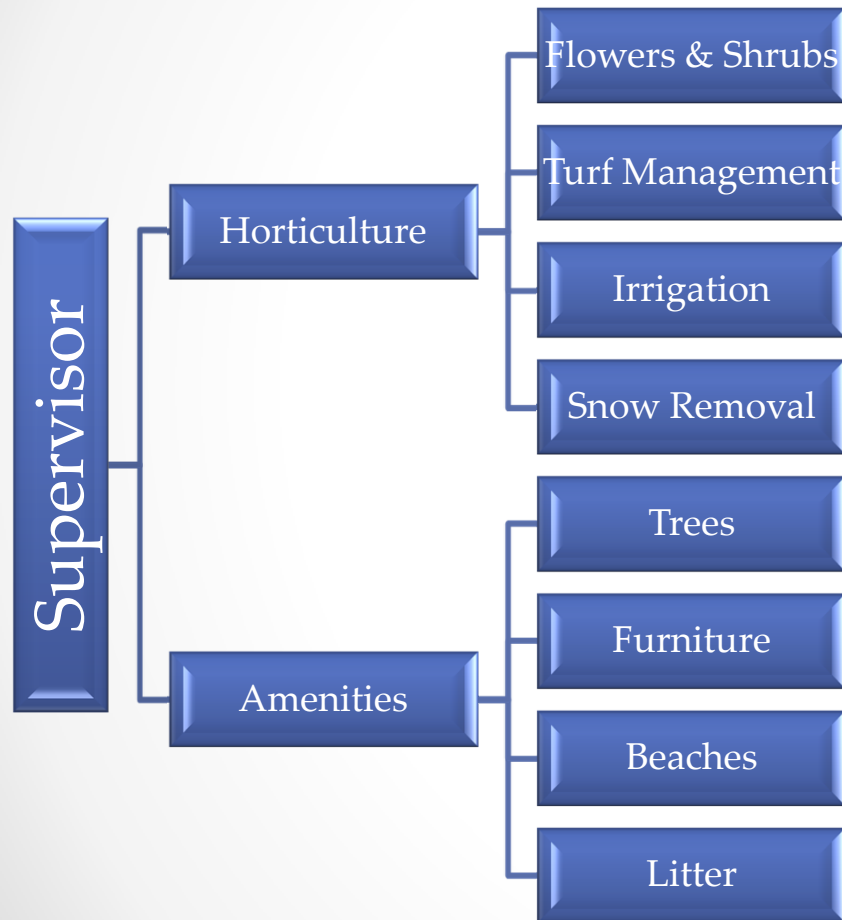 Supervisor
Horticulture
Flowers & Shrubs
Turf Management
Irrigation
Snow Removal
Amenities
Trees
Furniture
Beaches
Litter